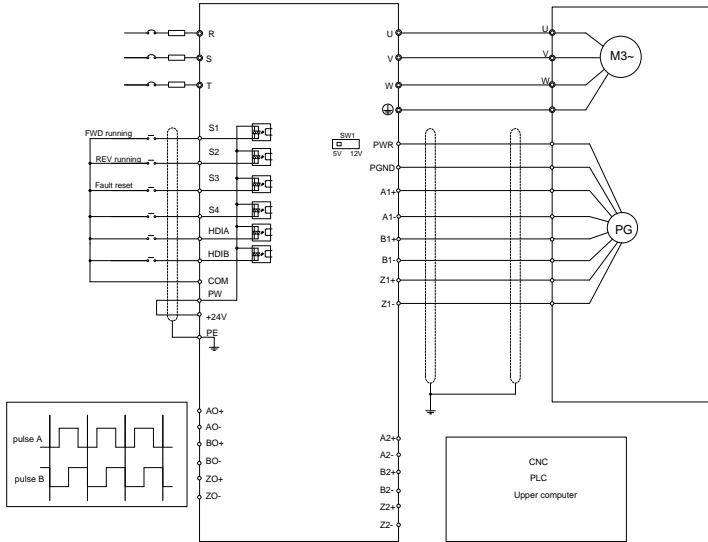 R
S
T
U
V
W
U
V
W
M3~
FWD running
REV running
Fault reset
S1
S2
S3
S4
HDIA
HDIB
COM
PW
+24V
PE
SW1
5V 12V
PWR
PGND
A1+
A1-
B1+
B1-
Z1+
Z1-
PG
pulse A
pulse B
AO+
AO-
BO+
BO-
ZO+
ZO-
A2+
A2-
B2+
B2-
Z2+
Z2-
CNC
PLC
Upper computer